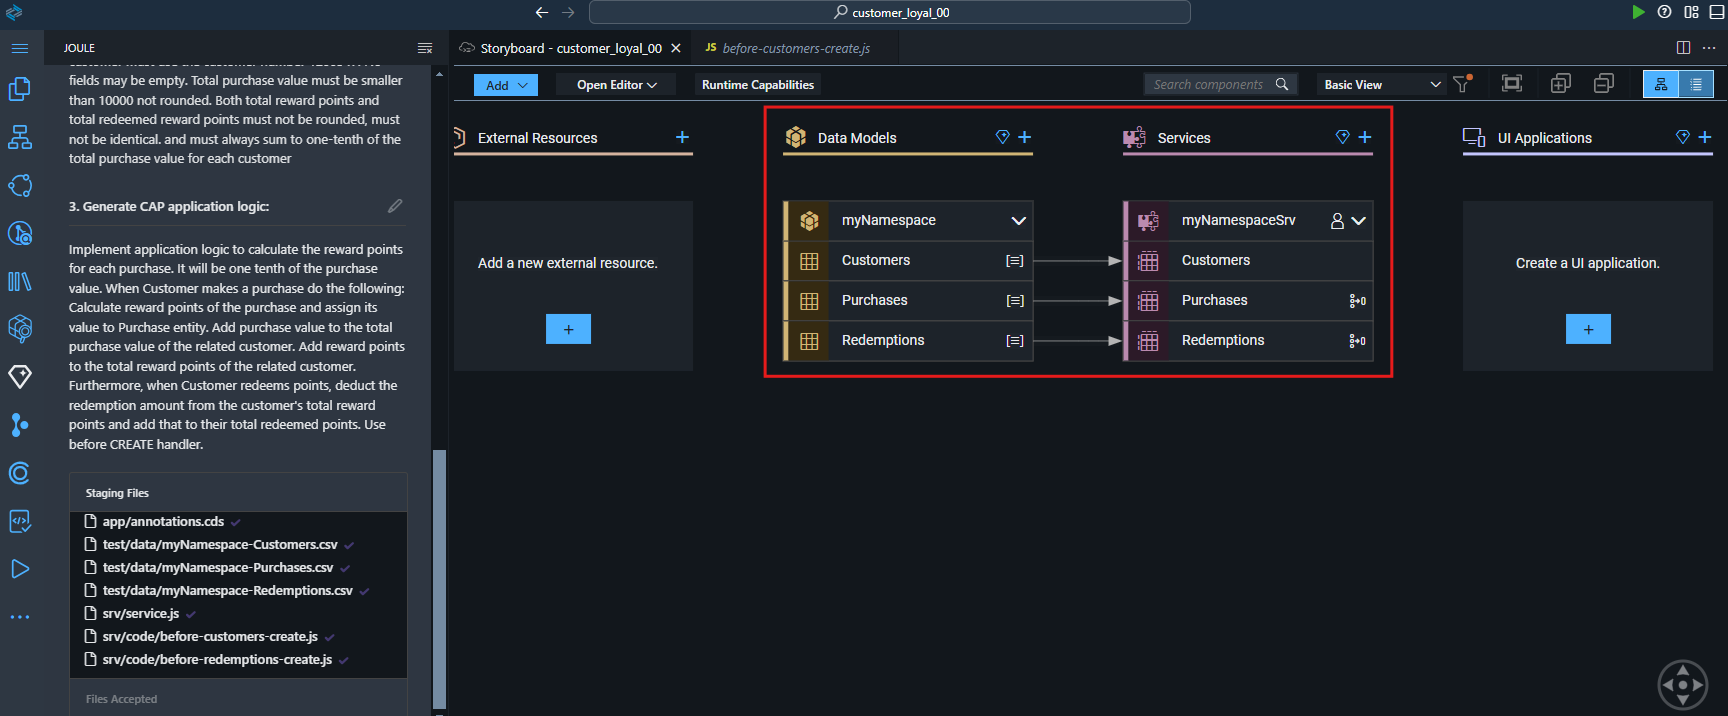 customer_loyal_00
JOULE
Storyboard - customer_loyal_00
JS before-customers-create.js
fields may be empty. Total purchase value must be smaller
than 10000 not rounded. Both total reward points and
total redeemed reward points must not be rounded, must
not be identical. and must always sum to one-tenth of the
total purchase value for each customer
3. Generate CAP application logic:
Implement application logic to calculate the reward points
for each purchase. It will be one tenth of the purchase
value. When Customer makes a purchase do the following:
Calculate reward points of the purchase and assign its
value to Purchase entity. Add purchase value to the total
purchase value of the related customer. Add reward points
to the total reward points of the related customer.
Furthermore, when Customer redeems points, deduct the
redemption amount from the customer's total reward
points and add that to their total redeemed points. Use
before CREATE handler.
Staging Files
app/annotations.cds
test/data/myNamespace-Customers.csv
test/data/myNamespace-Purchases.csv
test/data/myNamespace-Redemptions.csv
srv/service.js
srv/code/before-customers-create.js
srv/code/before-redemptions-create.js
Files Accepted
Add
Open Editor
Runtime Capabilities
Search components
Basic View
External Resources
Add a new external resource.
Data Models
myNamespace
Customers
Purchases
Redemptions
Services
myNamespaceSrv
Customers
Purchases
Redemptions
UI Applications
Create a UI application.